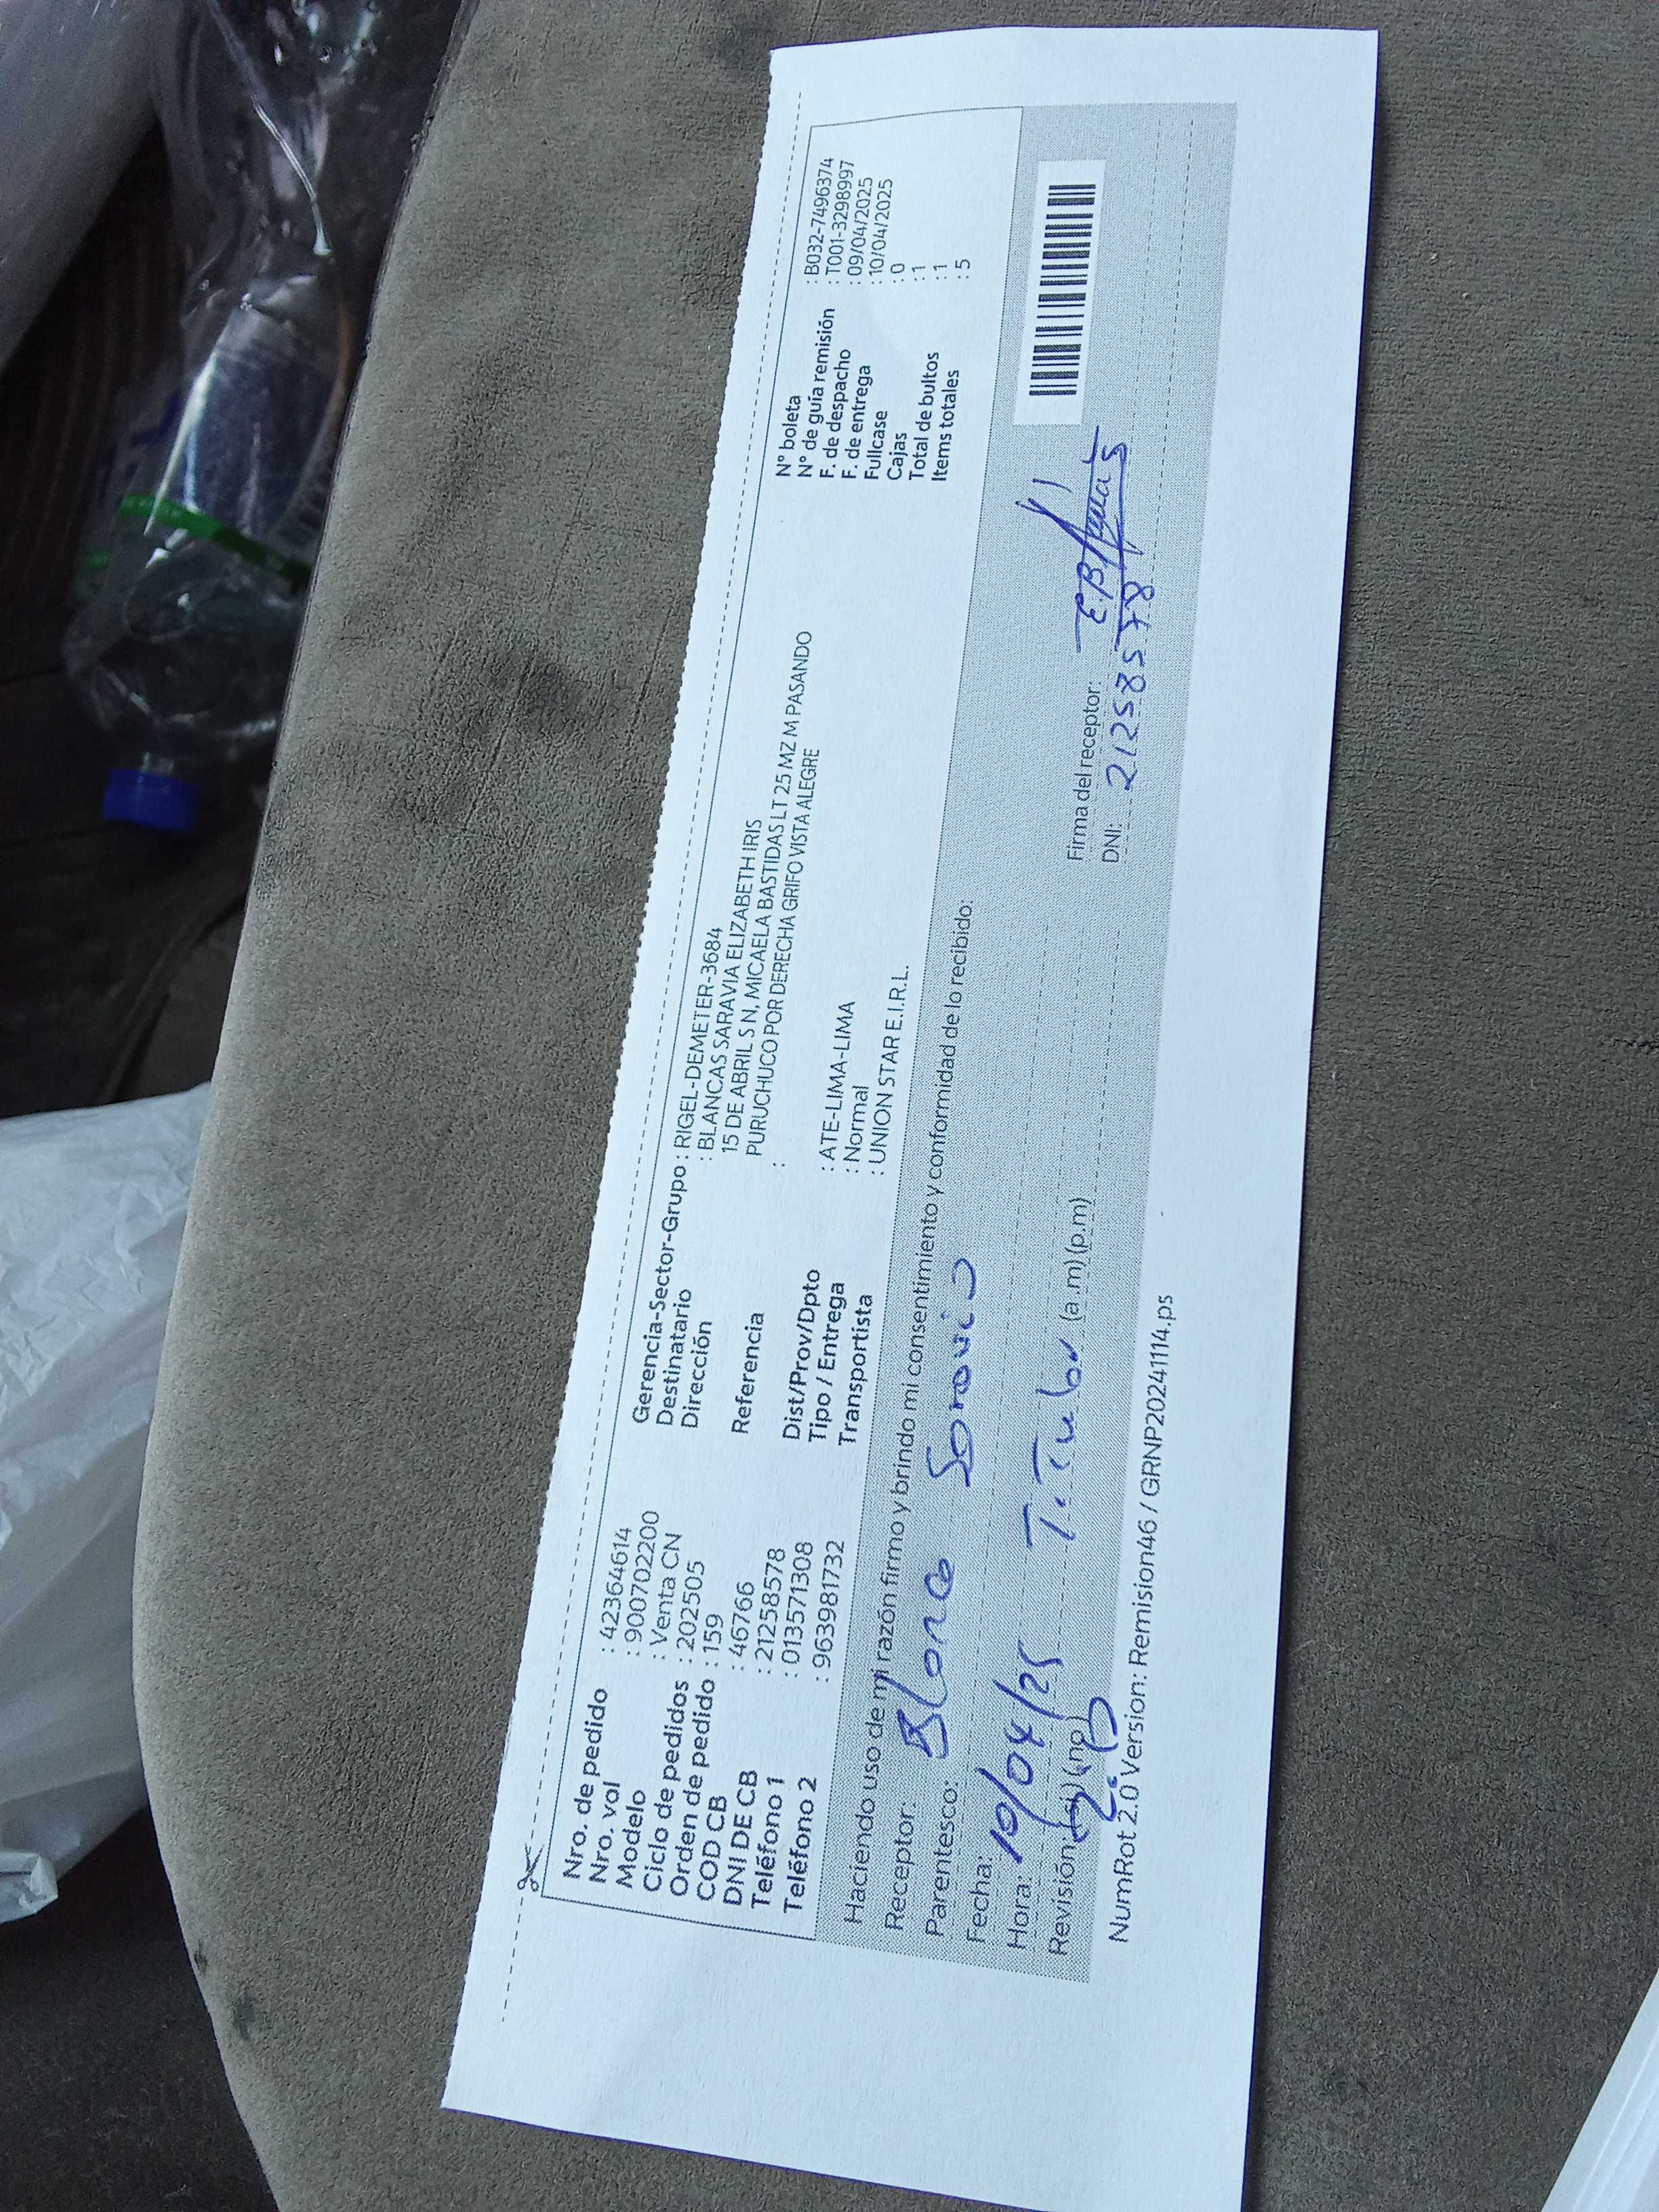 Nro. de pedido : 423644614
Nro. vol : 9007022200
Modelo : Venta CN
Ciclo de pedidos : 202505
Orden de pedido : 159
COD CB : 46766
DNI DE CB : 21258578
Teléfono 1 : 013571308
Teléfono 2 : 963981732
Gerencia-Sector-Grupo : RIGEL-DEMETER-3684
Destinatario : BLANCAS SARAVIA ELIZABETH IRIS
Dirección 15 DE ABRIL S N, MICAELA BASTIDAS LT 25 MZ M PASANDO
PURUCHUCO POR DERECHA GRIFO VISTA ALEGRE
Referencia :
Dist/Prov/Dpto : ATE-LIMA-LIMA
Tipo / Entrega : Normal
Transportista : UNION STAR E.I.R.L.
N° boleta : B032-7496374
N° de guía remisión : T001-3298997
F. de despacho : 09/04/2025
F. de entrega : 10/04/2025
Fullcase : 0
Cajas : 1
Total de bultos : 1
Items totales : 5
Haciendo uso de mi razón firmo y brindo mi consentimiento y conformidad de lo recibido:
Receptor: Blanca Saravia
Parentesco:
Fecha: 10/04/25 Titular
Hora: (a.m) (p.m)
Revisión: (no)
Firma del receptor:
DNI: 21258578
NumRot 2.0 Version: Remision46 / GRNP20241114.ps